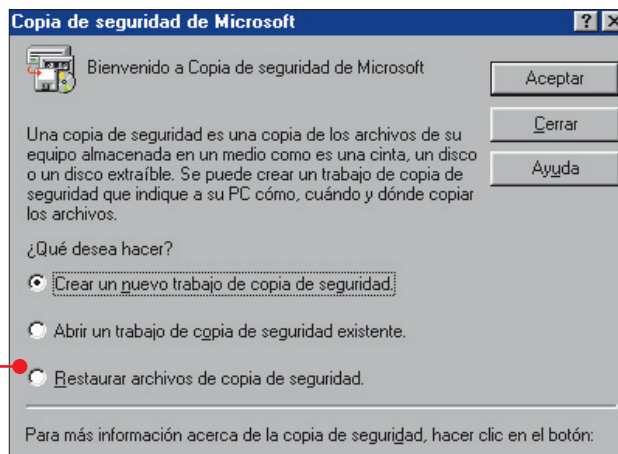 Copia de seguridad de Microsoft
Bienvenido a Copia de seguridad de Microsoft
Aceptar
Cerrar
Ayuda
Una copia de seguridad es una copia de los archivos de su
equipo almacenada en un medio como es una cinta, un disco
o un disco extraíble. Se puede crear un trabajo de copia de
seguridad que indique a su PC cómo, cuándo y dónde copiar
los archivos.
¿Qué desea hacer?
Crear un nuevo trabajo de copia de seguridad.
Abrir un trabajo de copia de seguridad existente.
Restaurar archivos de copia de seguridad.
Para más información acerca de la copia de seguridad, hacer clic en el botón: